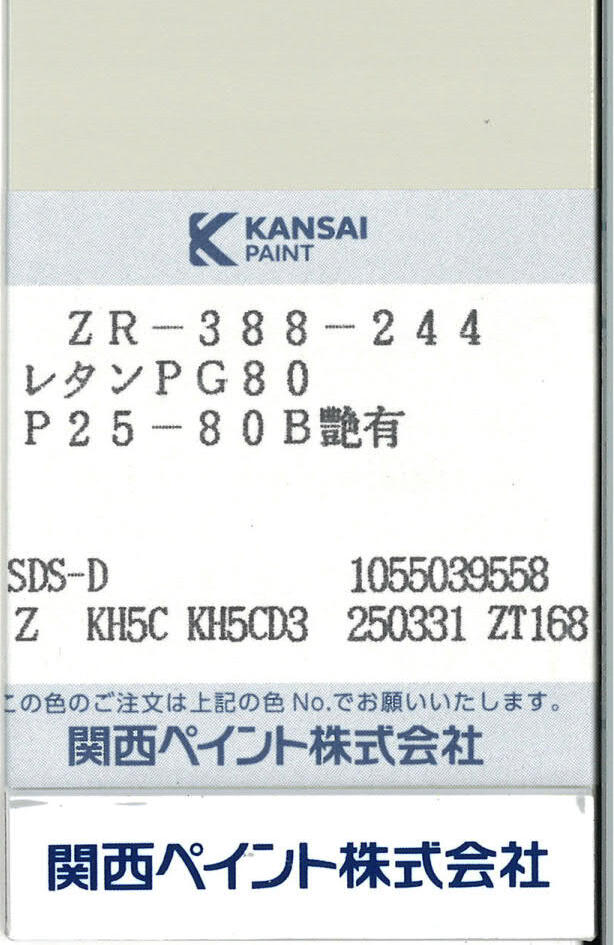 KANSAI
PAINT
ZR-388-244
レタンPG80
P25-80B艶有
SDS-D 1055039558
Z KH5C KH5CD3 250331 ZT168
この色のご注文は上記の色No.でお願いいたします。
関西ペイント株式会社
関西ペイント株式会社